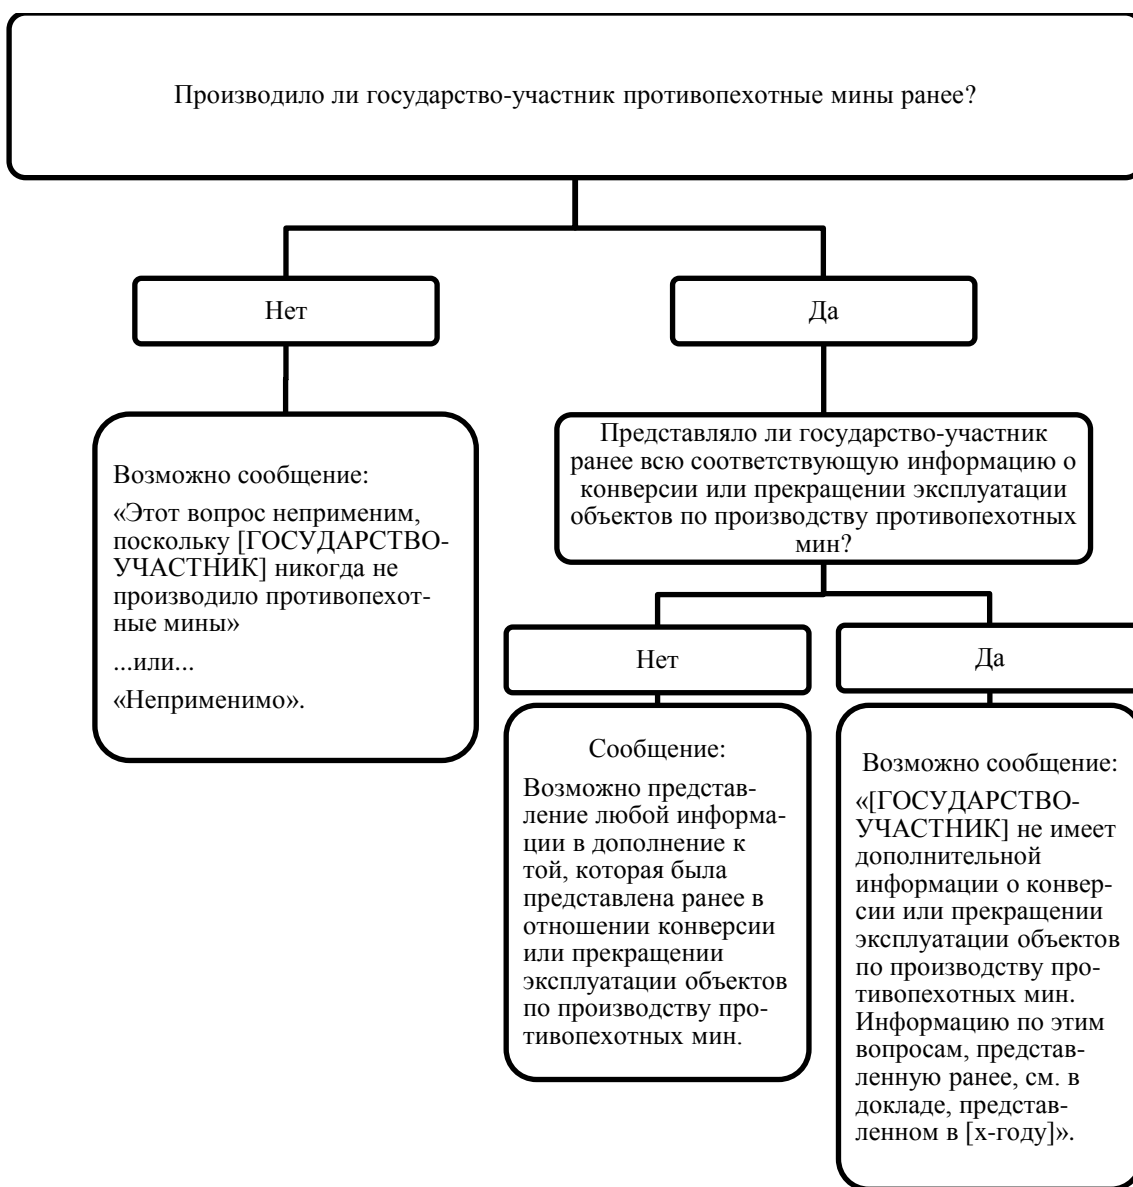 Производило ли государство-участник противопехотные мины ранее?
Нет
Да
Возможно сообщение:
«Этот вопрос неприменим,
поскольку [ГОСУДАРСТВО-
УЧАСТНИК] никогда не
производило противопехот-
ные мины»
...или...
«Неприменимо».
Представляло ли государство-участник
ранее всю соответствующую информацию о
конверсии или прекращении эксплуатации
объектов по производству противопехотных
мин?
Нет
Да
Сообщение:
Возможно представ-
ление любой информа-
ции в дополнение к
той, которая была
представлена ранее в
отношении конверсии
или прекращении
эксплуатации объектов
по производству про-
тивопехотных мин.
Возможно сообщение:
«[ГОСУДАРСТВО-
УЧАСТНИК] не имеет
дополнительной
информации о конвер-
сии или прекращении
эксплуатации объектов
по производству про-
тивопехотных мин.
Информацию по этим
вопросам, представ-
ленную ранее, см. в
докладе, представ-
ленном в [х-году]».